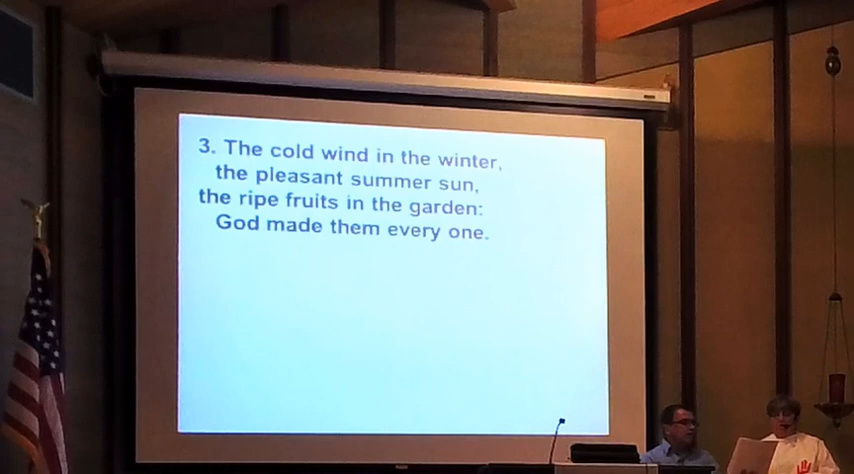 3. The cold wind in the winter,
the pleasant summer sun,
the ripe fruits in the garden:
God made them every one.